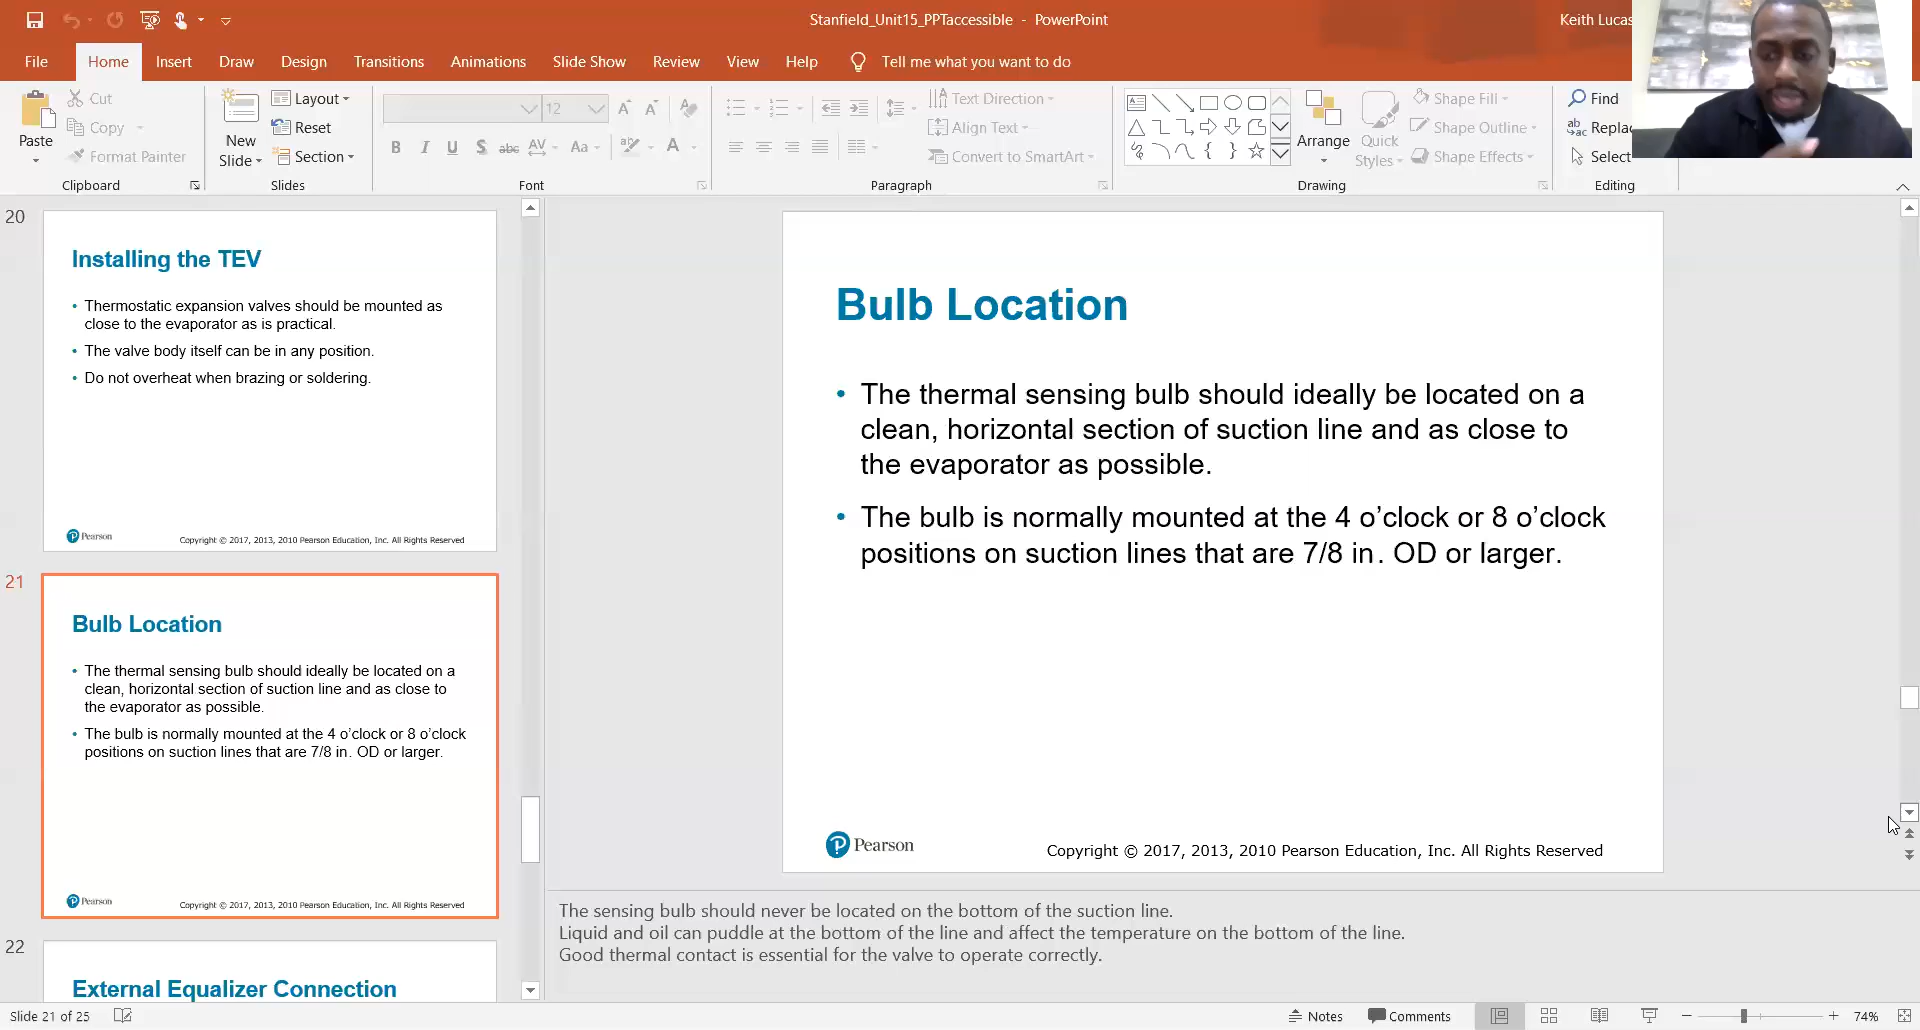 Stanfield_Unit15_PPTaccessible - PowerPoint
Keith Lucas
File Home Insert Draw Design Transitions Animations Slide Show Review View Help Tell me what you want to do
Paste
Cut
Copy
Format Painter
Clipboard
New Slide
Layout
Reset
Section
Slides
12
B I U S abc AV Aa A
Font
Text Direction
Align Text
Convert to SmartArt
Paragraph
Arrange
Quick Styles
Shape Fill
Shape Outline
Shape Effects
Drawing
Find
Select
Editing
20
Installing the TEV
• Thermostatic expansion valves should be mounted as
close to the evaporator as is practical.
• The valve body itself can be in any position.
• Do not overheat when brazing or soldering.
Pearson
Copyright © 2017, 2013, 2010 Pearson Education, Inc. All Rights Reserved
21
Bulb Location
• The thermal sensing bulb should ideally be located on a
clean, horizontal section of suction line and as close to
the evaporator as possible.
• The bulb is normally mounted at the 4 o’clock or 8 o’clock
positions on suction lines that are 7/8 in. OD or larger.
Pearson
Copyright © 2017, 2013, 2010 Pearson Education, Inc. All Rights Reserved
22
External Equalizer Connection
Bulb Location
• The thermal sensing bulb should ideally be located on a
clean, horizontal section of suction line and as close to
the evaporator as possible.
• The bulb is normally mounted at the 4 o’clock or 8 o’clock
positions on suction lines that are 7/8 in. OD or larger.
Pearson
Copyright © 2017, 2013, 2010 Pearson Education, Inc. All Rights Reserved
The sensing bulb should never be located on the bottom of the suction line.
Liquid and oil can puddle at the bottom of the line and affect the temperature on the bottom of the line.
Good thermal contact is essential for the valve to operate correctly.
Slide 21 of 25
Notes
Comments
74%